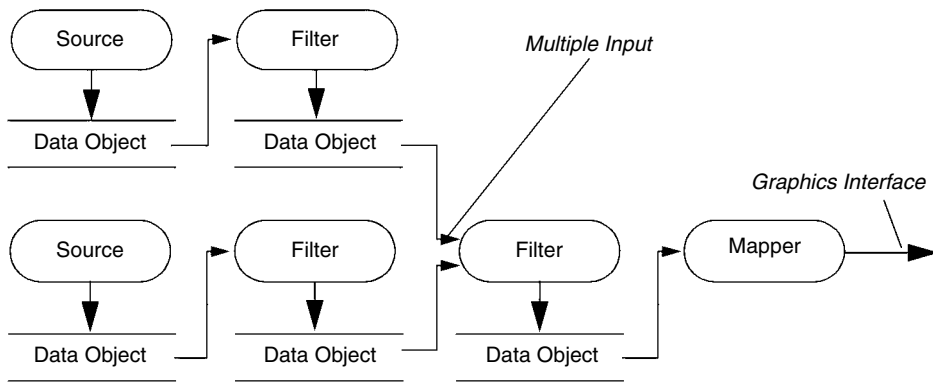 Source
Filter
Multiple Input
Data Object
Data Object
Graphics Interface
Source
Filter
Filter
Mapper
Data Object
Data Object
Data Object